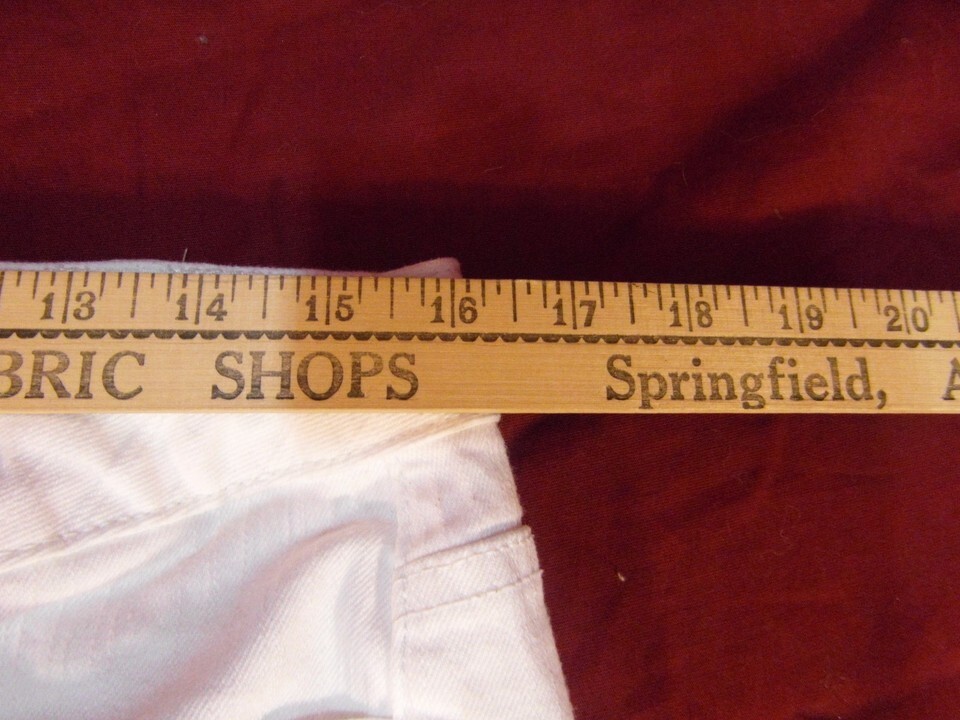 13 14 15 16 17 18 19 20
BRIC SHOPS Springfield, A